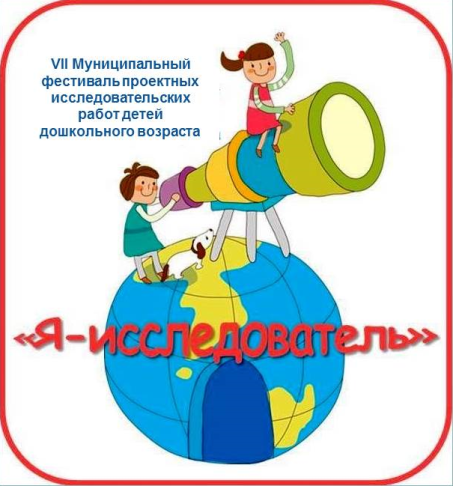 VII Муниципальный
фестиваль проектных
исследовательских
работ детей
дошкольного возраста
«Я-исследователь»